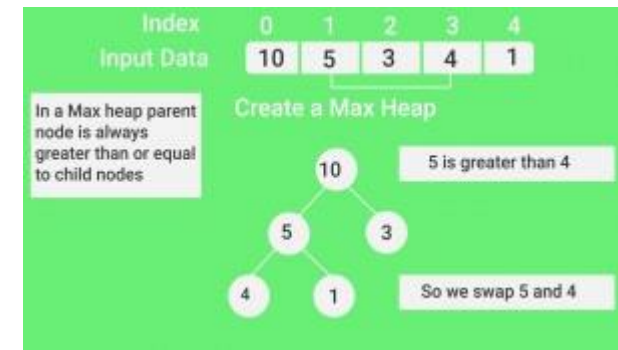 Index 0 1 2 3 4
Input Data 10 5 3 4 1
Create a Max Heap
In a Max heap parent
node is always
greater than or equal
to child nodes
10
5 is greater than 4
5 3
4 1
So we swap 5 and 4